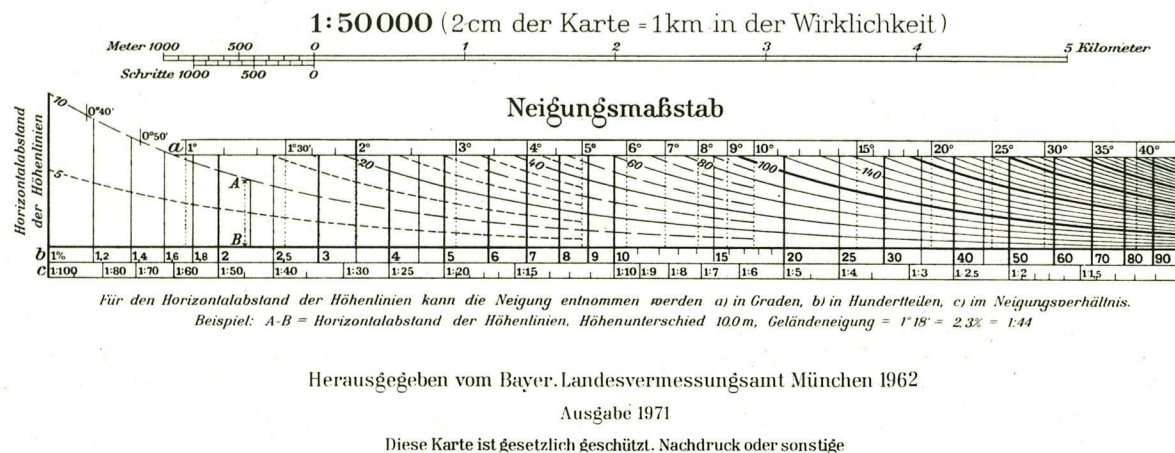 1:50000 (2cm der Karte = 1km in der Wirklichkeit)
Meter 1000 500 0 1 2 3 4 5 Kilometer
Schritte 1000 500 0
Neigungsmaßstab
Horizontalabstand
der Höhenlinien
10 0°40' 0°50'
a 1° 1°30' 2° 3° 4° 5° 6° 7° 8° 9° 10° 15° 20° 25° 30° 35° 40°
5 20 40 60 80 100 140
A
B
b 1% 1,2 1,4 1,6 1,8 2 2,5 3 4 5 6 7 8 9 10 15 20 25 30 40 50 60 70 80 90
c 1:100 1:80 1:70 1:60 1:50 1:40 1:30 1:25 1:20 1:15 1:10 1:9 1:8 1:7 1:6 1:5 1:4 1:3 1:2.5 1:2 1:1,5
Für den Horizontalabstand der Höhenlinien kann die Neigung entnommen werden a) in Graden, b) in Hundertteilen, c) im Neigungsverhältnis.
Beispiel: A-B = Horizontalabstand der Höhenlinien, Höhenunterschied 10,0 m, Geländeneigung = 1°18' = 2,3% = 1:44
Herausgegeben vom Bayer. Landesvermessungsamt München 1962
Ausgabe 1971
Diese Karte ist gesetzlich geschützt. Nachdruck oder sonstige